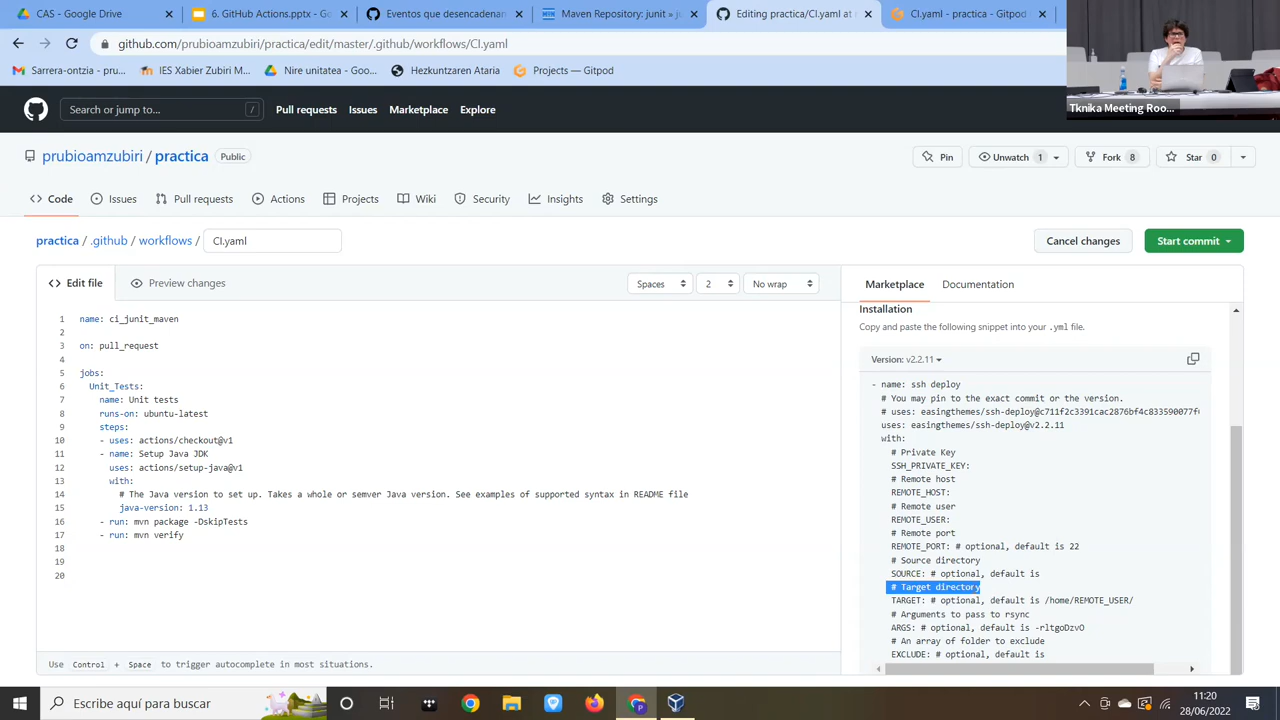 CAS - Google Drive
6. GitHub Actions.pptx - Goo
Eventos que desencadenan
Maven Repository: junit » ju
Editing practica/CI.yaml at m
CI.yaml - practica - Gitpod
github.com/prubioamzubiri/practica/edit/master/.github/workflows/CI.yaml
Sarrera-ontzia - pru...
IES Xabier Zubiri M...
Nire unitatea - Goo...
Hezkuntzaren Ataria
Projects — Gitpod
Tknika Meeting Roo...
Search or jump to...
/
Pull requests
Issues
Marketplace
Explore
prubioamzubiri / practica
Public
Pin
Unwatch 1
Fork 8
Star 0
Code
Issues
Pull requests
Actions
Projects
Wiki
Security
Insights
Settings
practica / .github / workflows / CI.yaml
Cancel changes
Start commit
<> Edit file
Preview changes
Spaces
2
No wrap
1 name: ci_junit_maven
2
3 on: pull_request
4
5 jobs:
6 Unit_Tests:
7 name: Unit tests
8 runs-on: ubuntu-latest
9 steps:
10 - uses: actions/checkout@v1
11 - name: Setup Java JDK
12 uses: actions/setup-java@v1
13 with:
14 # The Java version to set up. Takes a whole or semver Java version. See examples of supported syntax in README file
15 java-version: 1.13
16 - run: mvn package -DskipTests
17 - run: mvn verify
18
19
20
Use Control + Space to trigger autocomplete in most situations.
Marketplace
Documentation
Installation
Copy and paste the following snippet into your .yml file.
Version: v2.2.11
- name: ssh deploy
# You may pin to the exact commit or the version.
# uses: easingthemes/ssh-deploy@c711f2c3391cac2876bf4c833590077f
uses: easingthemes/ssh-deploy@v2.2.11
with:
# Private Key
SSH_PRIVATE_KEY:
# Remote host
REMOTE_HOST:
# Remote user
REMOTE_USER:
# Remote port
REMOTE_PORT: # optional, default is 22
# Source directory
SOURCE: # optional, default is
# Target directory
TARGET: # optional, default is /home/REMOTE_USER/
# Arguments to pass to rsync
ARGS: # optional, default is -rltgoDzvO
# An array of folder to exclude
EXCLUDE: # optional, default is
Escribe aquí para buscar
11:20
28/06/2022